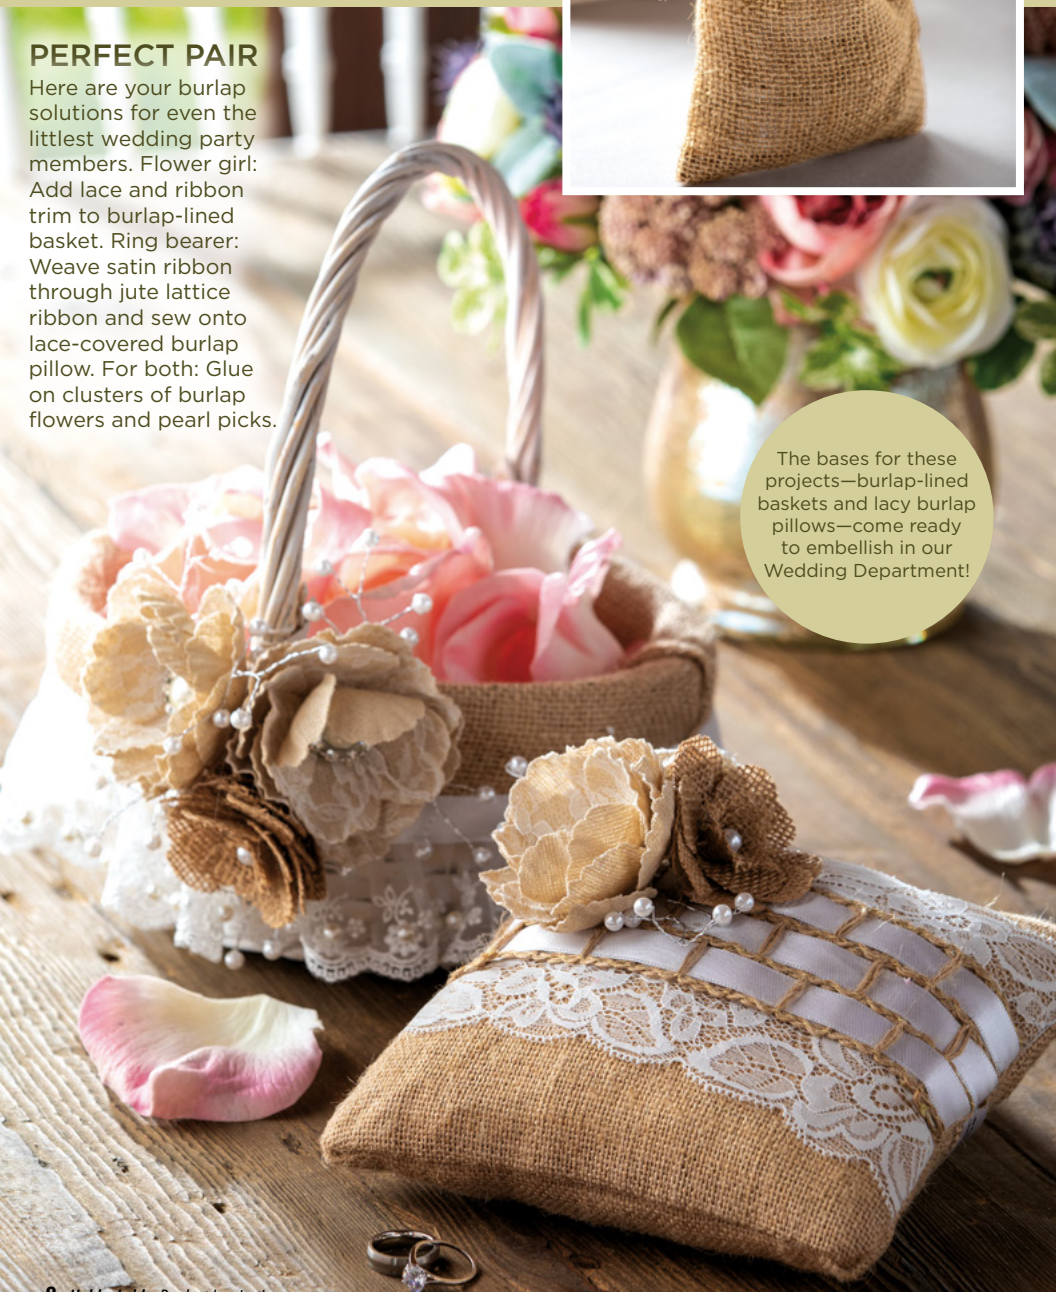 PERFECT PAIR
Here are your burlap
solutions for even the
littlest wedding party
members. Flower girl:
Add lace and ribbon
trim to burlap-lined
basket. Ring bearer:
Weave satin ribbon
through jute lattice
ribbon and sew onto
lace-covered burlap
pillow. For both: Glue
on clusters of burlap
flowers and pearl picks.
The bases for these
projects—burlap-lined
baskets and lacy burlap
pillows—come ready
to embellish in our
Wedding Department!